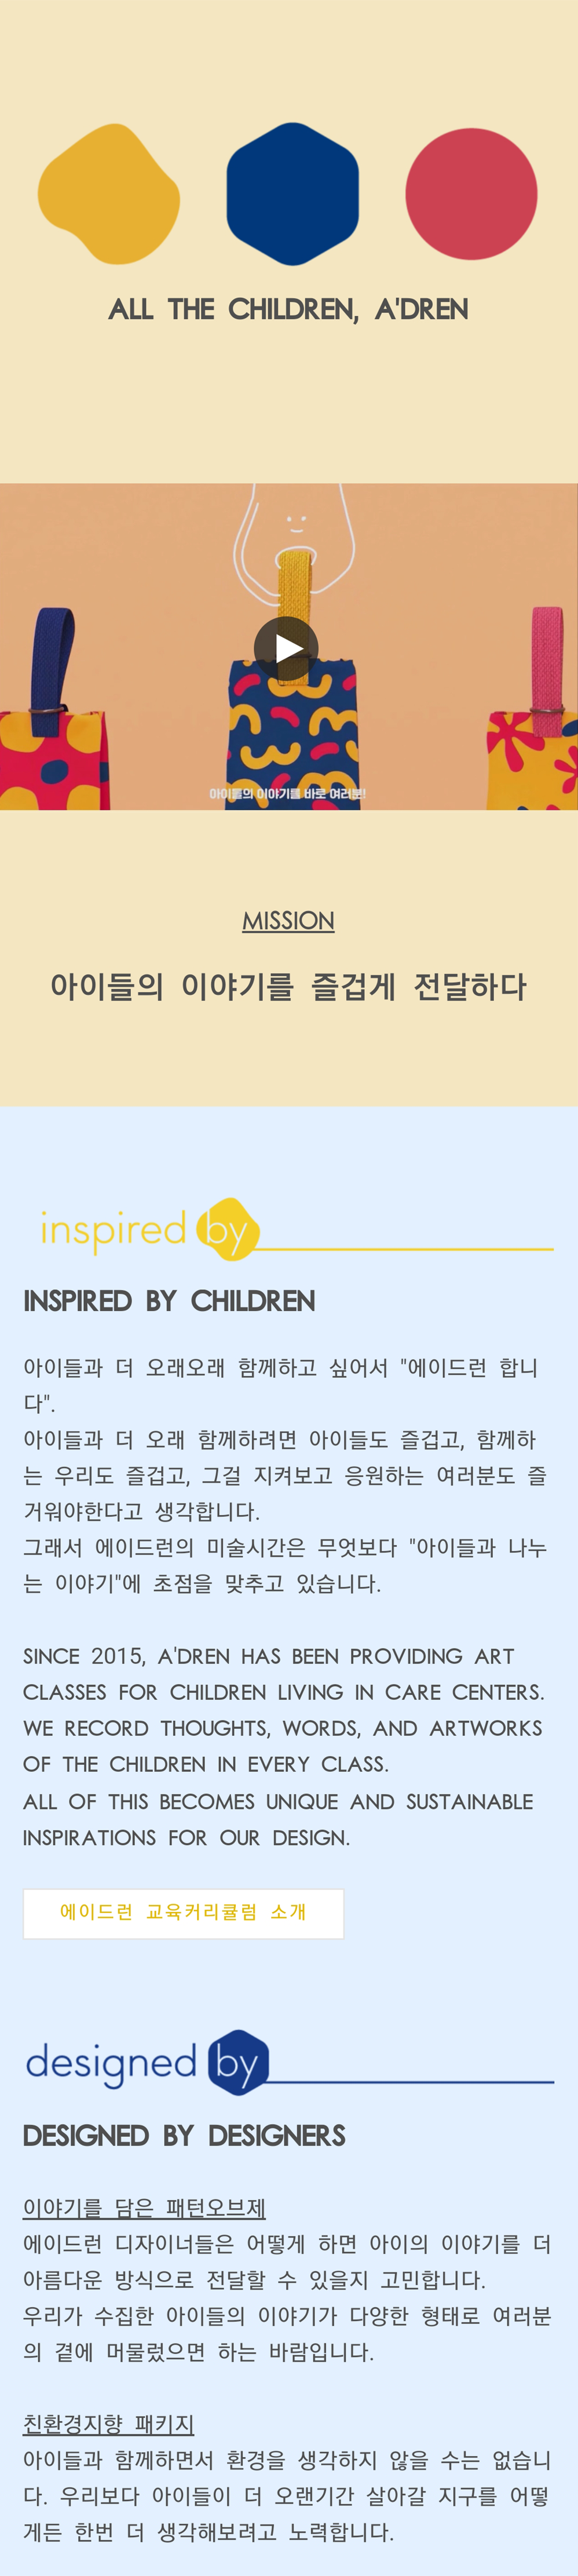 ALL THE CHILDREN, A'DREN
아이들의 이야기를 바로 여러분!
MISSION
아이들의 이야기를 즐겁게 전달하다
inspired by
INSPIRED BY CHILDREN
아이들과 더 오래오래 함께하고 싶어서 "에이드런 합니
다".
아이들과 더 오래 함께하려면 아이들도 즐겁고, 함께하
는 우리도 즐겁고, 그걸 지켜보고 응원하는 여러분도 즐
거워야한다고 생각합니다.
그래서 에이드런의 미술시간은 무엇보다 "아이들과 나누
는 이야기"에 초점을 맞추고 있습니다.
SINCE 2015, A'DREN HAS BEEN PROVIDING ART
CLASSES FOR CHILDREN LIVING IN CARE CENTERS.
WE RECORD THOUGHTS, WORDS, AND ARTWORKS
OF THE CHILDREN IN EVERY CLASS.
ALL OF THIS BECOMES UNIQUE AND SUSTAINABLE
INSPIRATIONS FOR OUR DESIGN.
에이드런 교육커리큘럼 소개
designed by
DESIGNED BY DESIGNERS
이야기를 담은 패턴오브제
에이드런 디자이너들은 어떻게 하면 아이의 이야기를 더
아름다운 방식으로 전달할 수 있을지 고민합니다.
우리가 수집한 아이들의 이야기가 다양한 형태로 여러분
의 곁에 머물렀으면 하는 바람입니다.
친환경지향 패키지
아이들과 함께하면서 환경을 생각하지 않을 수는 없습니
다. 우리보다 아이들이 더 오랜기간 살아갈 지구를 어떻
게든 한번 더 생각해보려고 노력합니다.